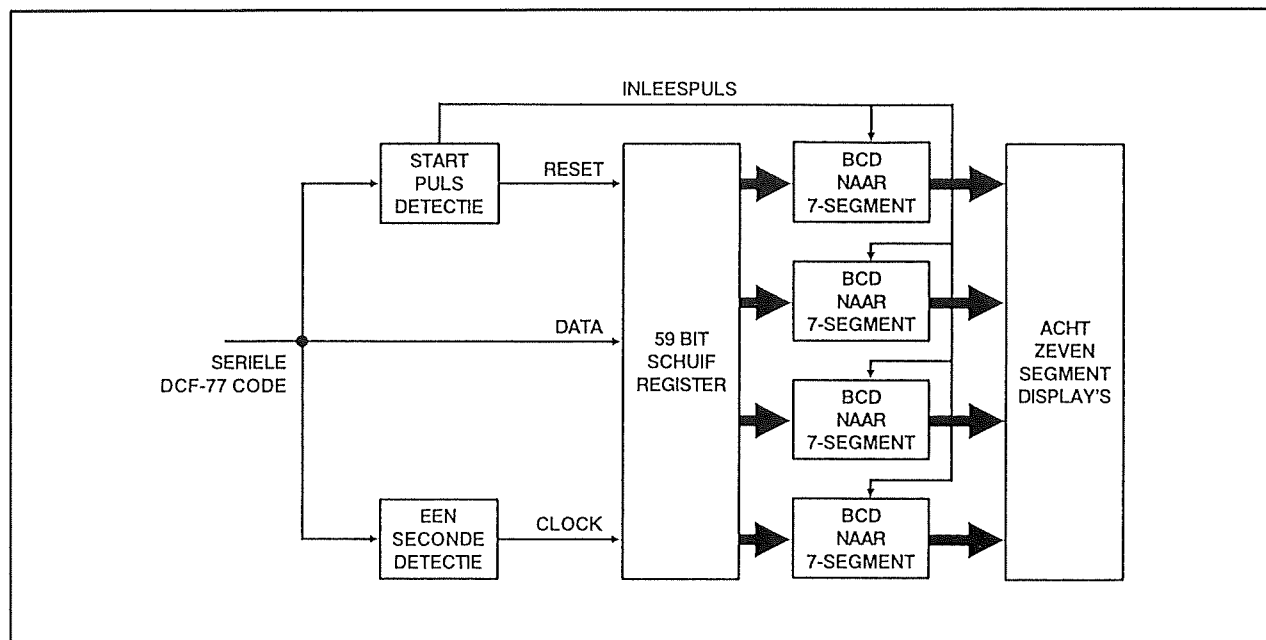 INLEESPULS
START
PULS
DETECTIE
RESET
BCD
NAAR
7-SEGMENT
BCD
NAAR
7-SEGMENT
DATA
SERIELE
DCF-77 CODE
59 BIT
SCHUIF
REGISTER
ACHT
ZEVEN
SEGMENT
DISPLAY'S
BCD
NAAR
7-SEGMENT
EEN
SECONDE
DETECTIE
CLOCK
BCD
NAAR
7-SEGMENT